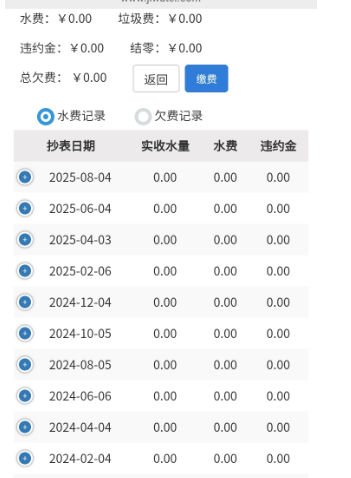 水费：￥0.00 垃圾费：￥0.00
违约金：￥0.00 结零：￥0.00
总欠费：￥0.00 返回 缴费
水费记录 欠费记录
抄表日期 实收水量 水费 违约金
2025-08-04 0.00 0.00 0.00
2025-06-04 0.00 0.00 0.00
2025-04-03 0.00 0.00 0.00
2025-02-06 0.00 0.00 0.00
2024-12-04 0.00 0.00 0.00
2024-10-05 0.00 0.00 0.00
2024-08-05 0.00 0.00 0.00
2024-06-06 0.00 0.00 0.00
2024-04-04 0.00 0.00 0.00
2024-02-04 0.00 0.00 0.00